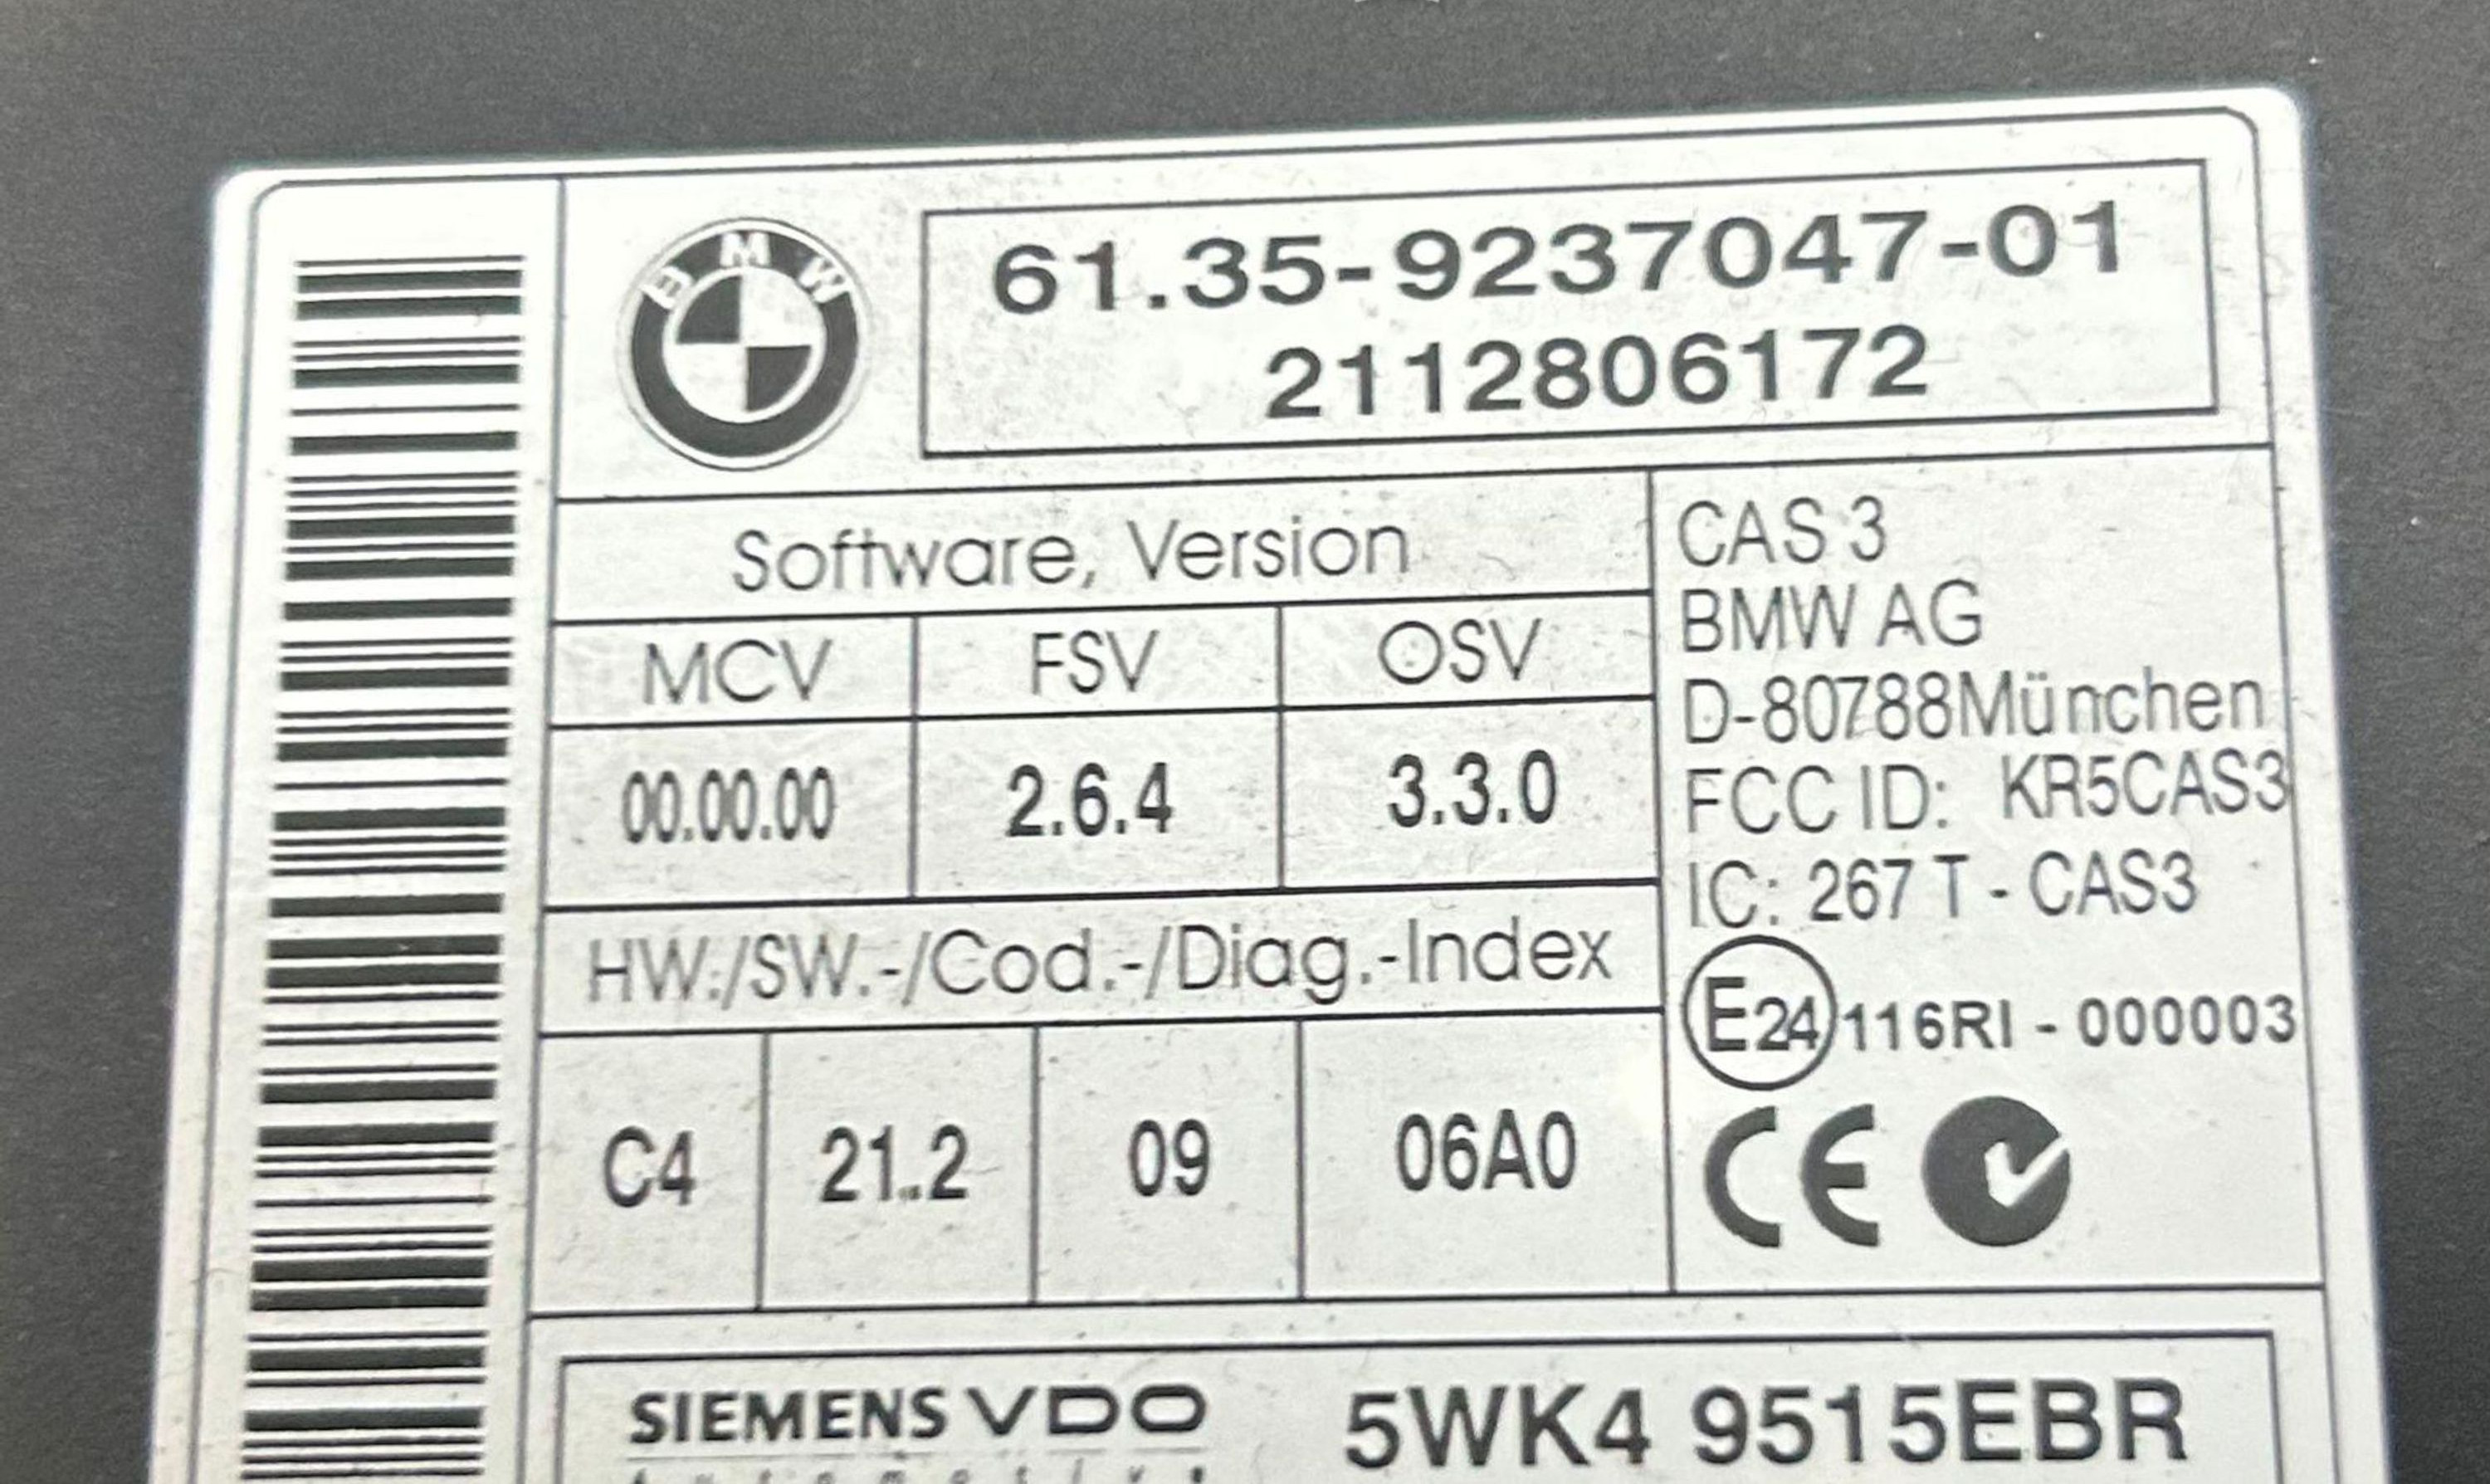 BMW
61.35-9237047-01
2112806172
Software, Version
MCV FSV OSV
00.00.00 2.6.4 3.3.0
HW./SW.-/Cod.-/Diag.-Index
C4 21.2 09 06A0
CAS 3
BMW AG
D-80788München
FCC ID: KR5CAS3
IC: 267 T - CAS3
E24 116RI - 000003
CE
SIEMENS VDO
5WK4 9515EBR